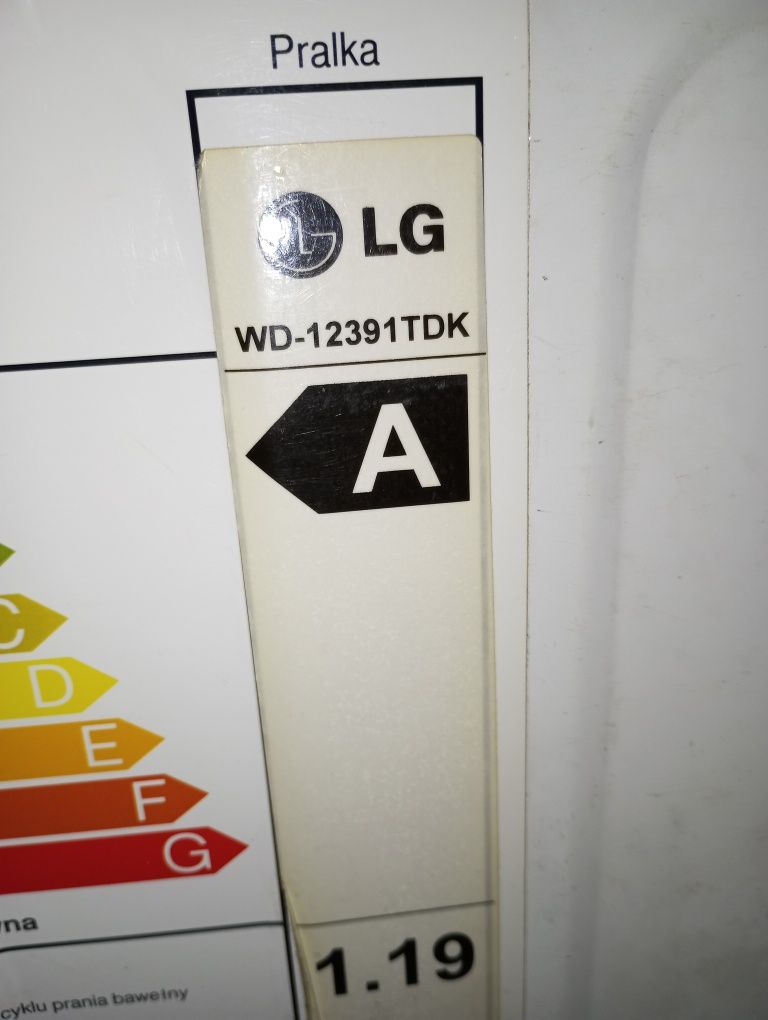 Pralka
LG
WD-12391TDK
A
C
D
E
F
G
1.19
cyklu prania bawełny